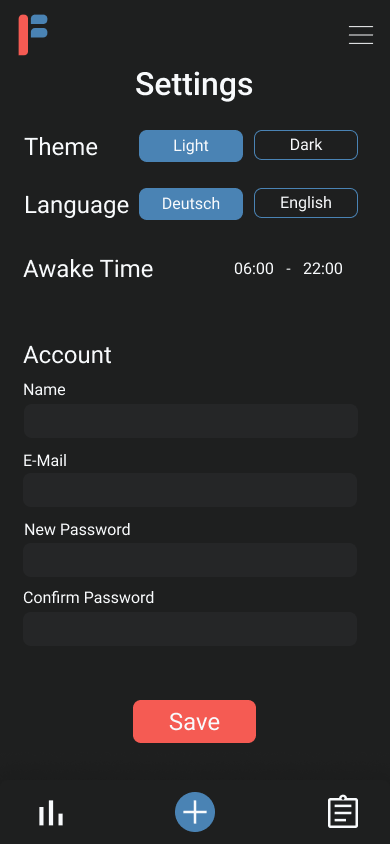 Settings
Theme Light Dark
Language Deutsch English
Awake Time 06:00 - 22:00
Account
Name
E-Mail
New Password
Confirm Password
Save